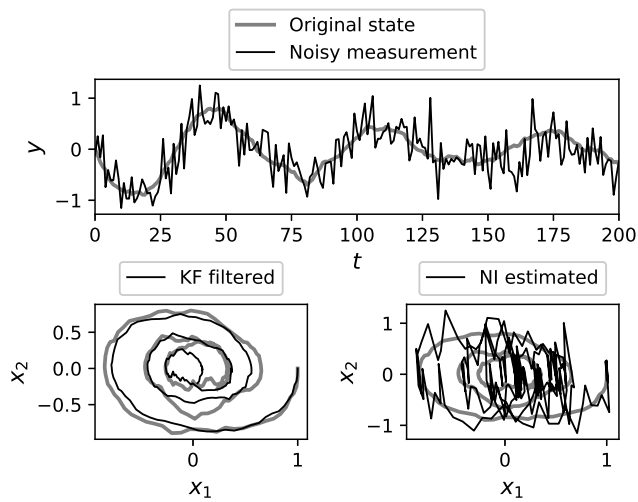 Original state
Noisy measurement
1
0
−1
y
0 25 50 75 100 125 150 175 200
t
KF filtered
NI estimated
0.5
0.0
−0.5
x₂
0 1
x₁
1
0
−1
x₂
0 1
x₁